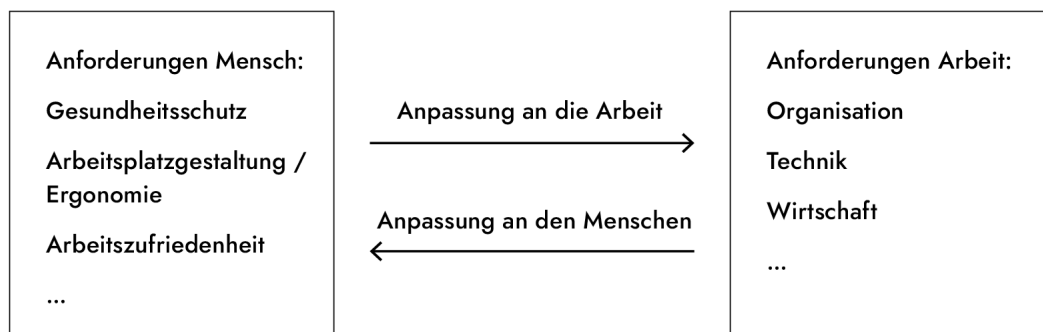 Anforderungen Mensch:
Gesundheitsschutz
Arbeitsplatzgestaltung /
Ergonomie
Arbeitszufriedenheit
...
Anpassung an die Arbeit
Anpassung an den Menschen
Anforderungen Arbeit:
Organisation
Technik
Wirtschaft
...